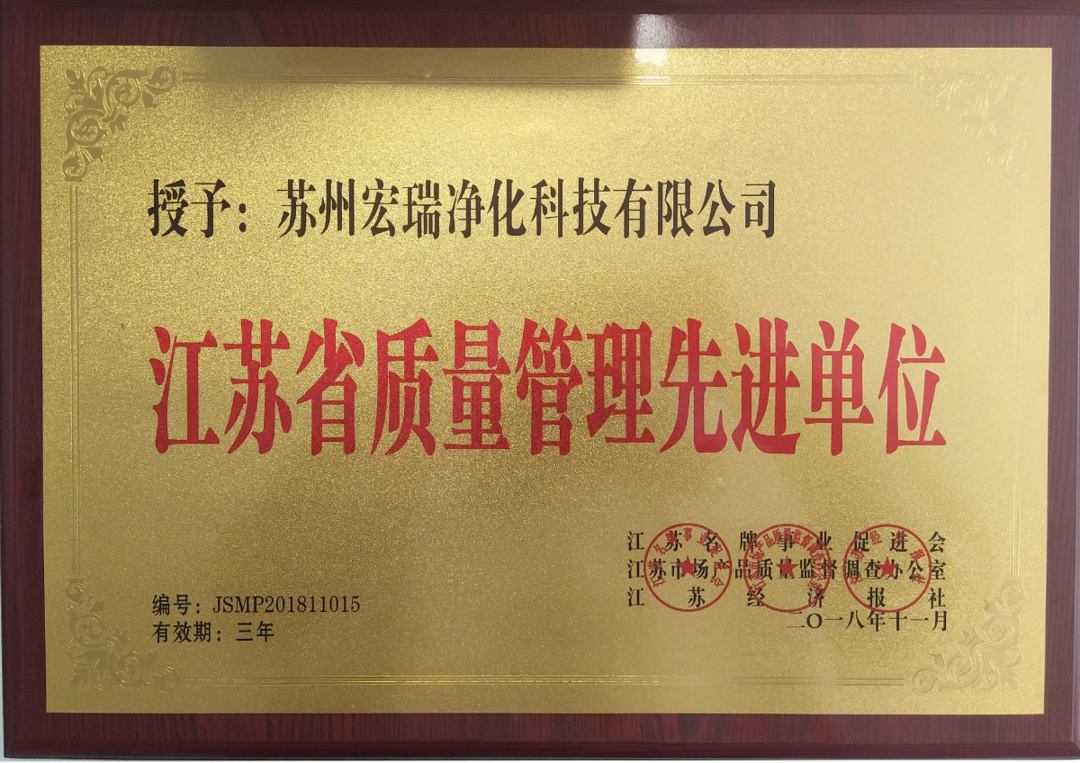 授予：苏州宏瑞净化科技有限公司
江苏省质量管理先进单位
江苏名牌事业促进会
江苏市场产品质量监督调查办公室
江苏经济报社
二〇一八年十一月
编号：JSMP201811015
有效期：三年